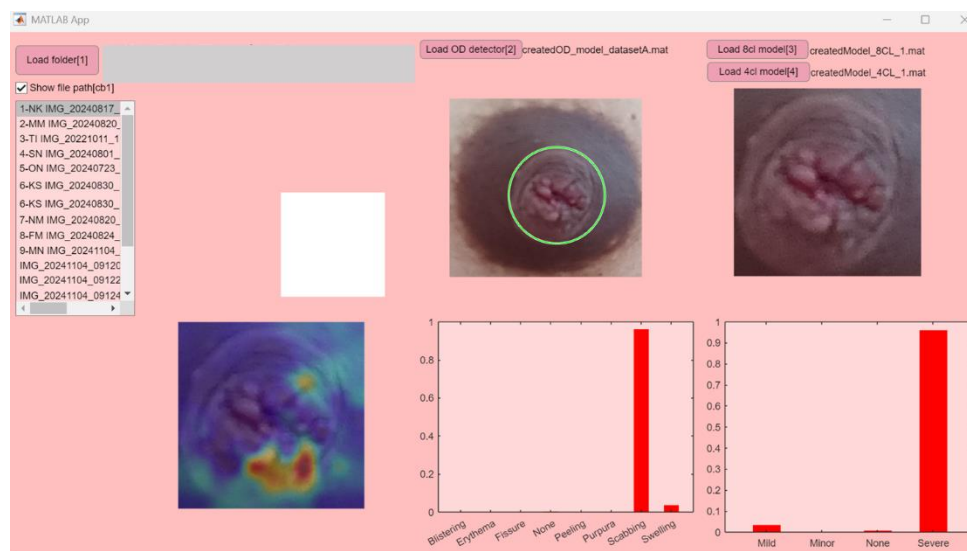 MATLAB App
Load folder[1]
Load OD detector[2] createdOD_model_datasetA.mat
Load 8cl model[3] createdModel_8CL_1.mat
Load 4cl model[4] createdModel_4CL_1.mat
Show file path[cb1]
1-NK IMG_20240817_
2-MM IMG_20240820_
3-TI IMG_20221011_1
4-SN IMG_20240801_
5-ON IMG_20240723_
6-KS IMG_20240830_
6-KS IMG_20240830_
7-NM IMG_20240820_
8-FM IMG_20240824_
9-MN IMG_20241104_
IMG_20241104_09120
IMG_20241104_09122
IMG_20241104_09124
1
0.8
0.6
0.4
0.2
0
Blistering
Erythema
Fissure
None
Peeling
Purpura
Scabbing
Swelling
1
0.9
0.8
0.7
0.6
0.5
0.4
0.3
0.2
0.1
0
Mild
Minor
None
Severe